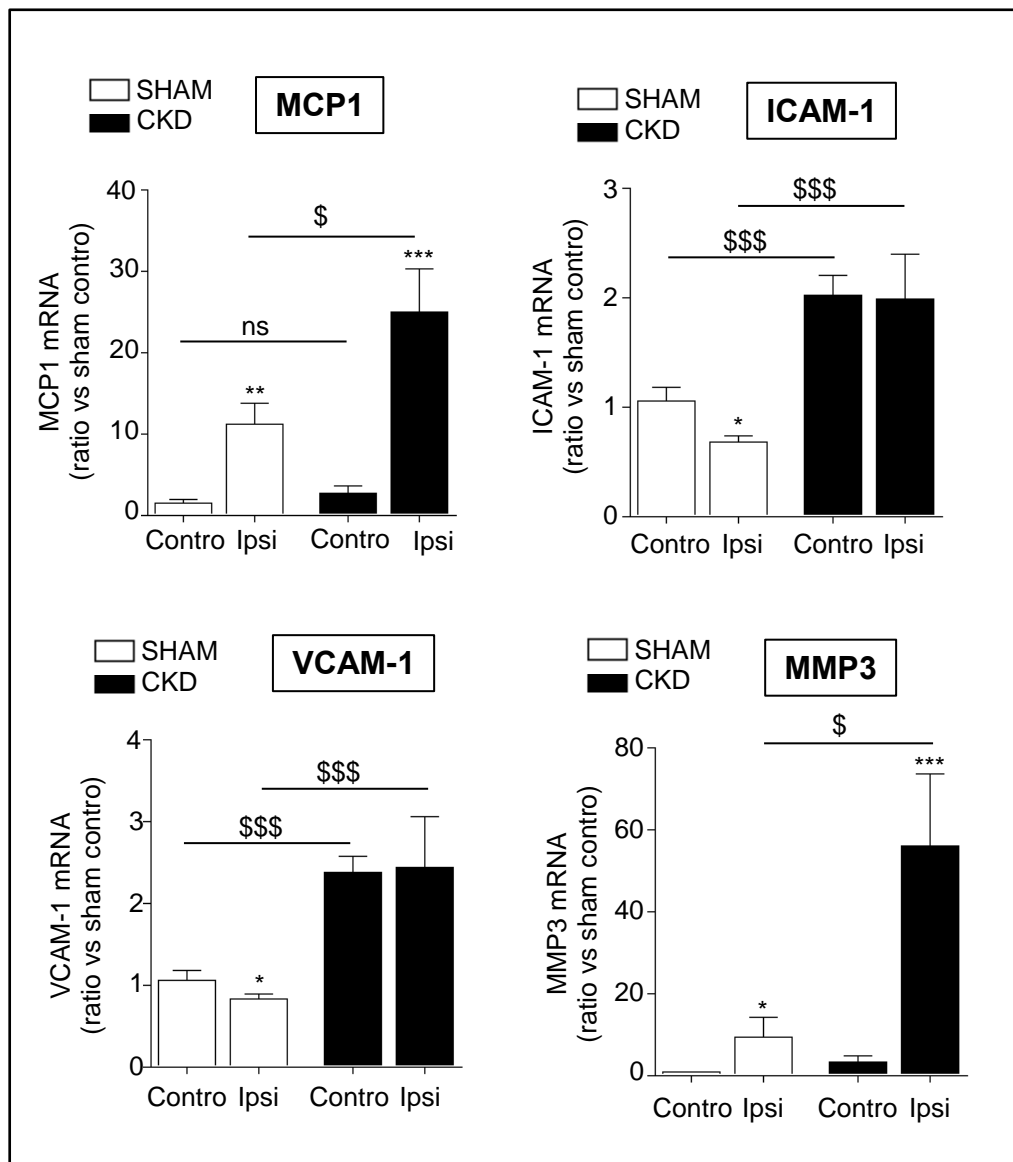 SHAM
CKD
MCP1
MCP1 mRNA
(ratio vs sham contro)
40
30
20
10
0
$
ns
**
***
Contro Ipsi Contro Ipsi
SHAM
CKD
ICAM-1
ICAM-1 mRNA
(ratio vs sham contro)
3
2
1
0
$$$
$$$
*
Contro Ipsi Contro Ipsi
SHAM
CKD
VCAM-1
VCAM-1 mRNA
(ratio vs sham contro)
4
3
2
1
0
$$$
$$$
*
Contro Ipsi Contro Ipsi
SHAM
CKD
MMP3
MMP3 mRNA
(ratio vs sham contro)
80
60
40
20
0
$
***
*
Contro Ipsi Contro Ipsi